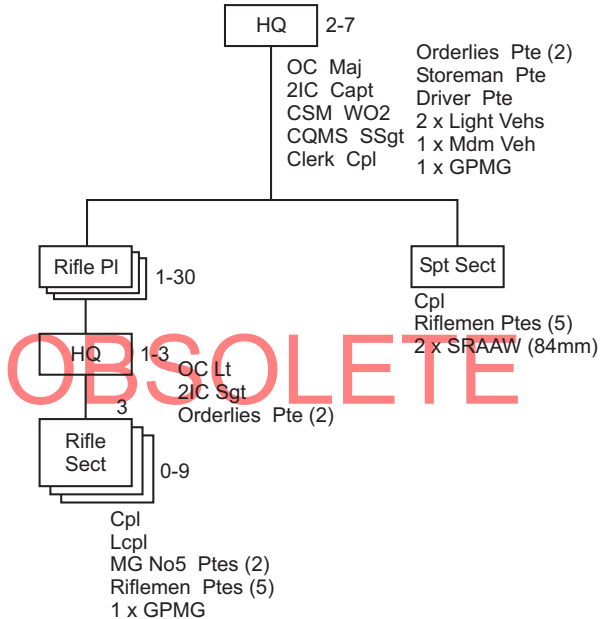 HQ
2-7
OC Maj
2IC Capt
CSM WO2
CQMS SSgt
Clerk Cpl
Orderlies Pte (2)
Storeman Pte
Driver Pte
2 x Light Vehs
1 x Mdm Veh
1 x GPMG
Rifle Pl
1-30
Spt Sect
Cpl
Riflemen Ptes (5)
2 x SRAAW (84mm)
HQ
1-3
OC Lt
2IC Sgt
Orderlies Pte (2)
OBSOLETE
3
Rifle
Sect
0-9
Cpl
Lcpl
MG No5 Ptes (2)
Riflemen Ptes (5)
1 x GPMG